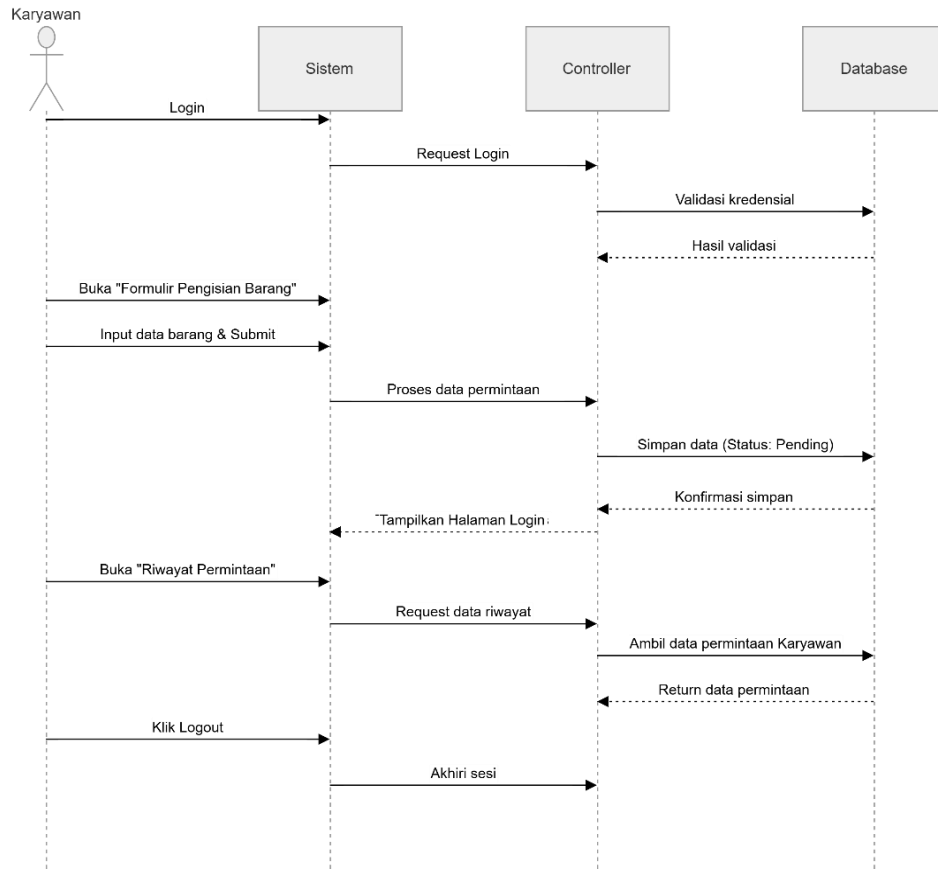 Karyawan
Sistem
Controller
Database
Login
Request Login
Validasi kredensial
Hasil validasi
Buka "Formulir Pengisian Barang"
Input data barang & Submit
Proses data permintaan
Simpan data (Status: Pending)
Konfirmasi simpan
Tampilkan Halaman Login
Buka "Riwayat Permintaan"
Request data riwayat
Ambil data permintaan Karyawan
Return data permintaan
Klik Logout
Akhiri sesi